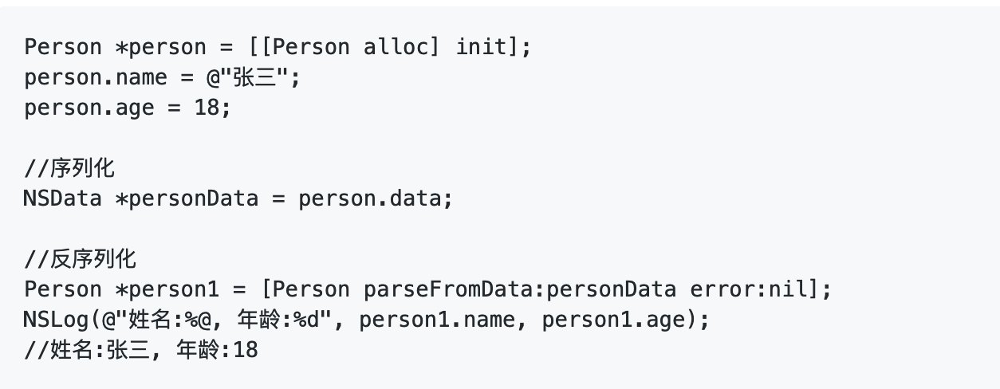 Person *person = [[Person alloc] init];
person.name = @"张三";
person.age = 18;
//序列化
NSData *personData = person.data;
//反序列化
Person *person1 = [Person parseFromData:personData error:nil];
NSLog(@"姓名:%@, 年龄:%d", person1.name, person1.age);
//姓名:张三, 年龄:18